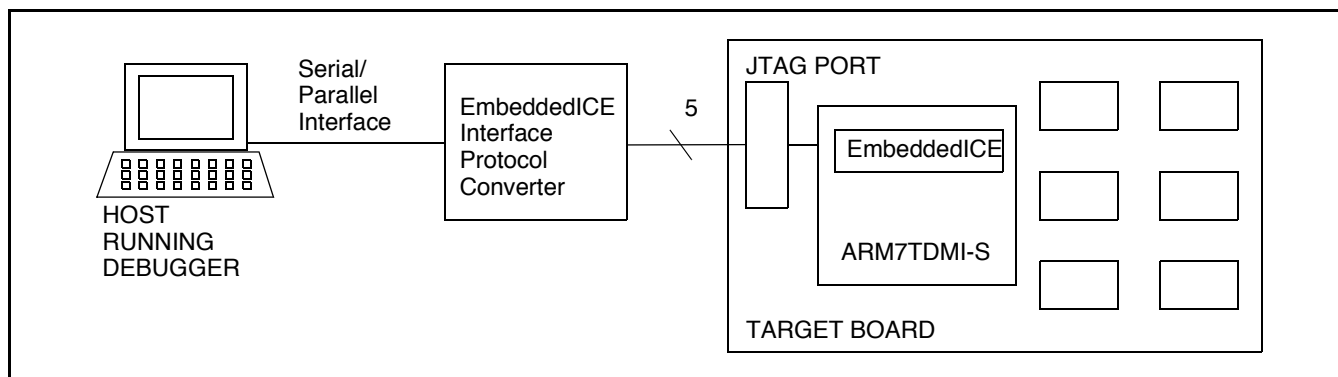 Serial/
Parallel
Interface
HOST
RUNNING
DEBUGGER
EmbeddedICE
Interface
Protocol
Converter
5
JTAG PORT
EmbeddedICE
ARM7TDMI-S
TARGET BOARD